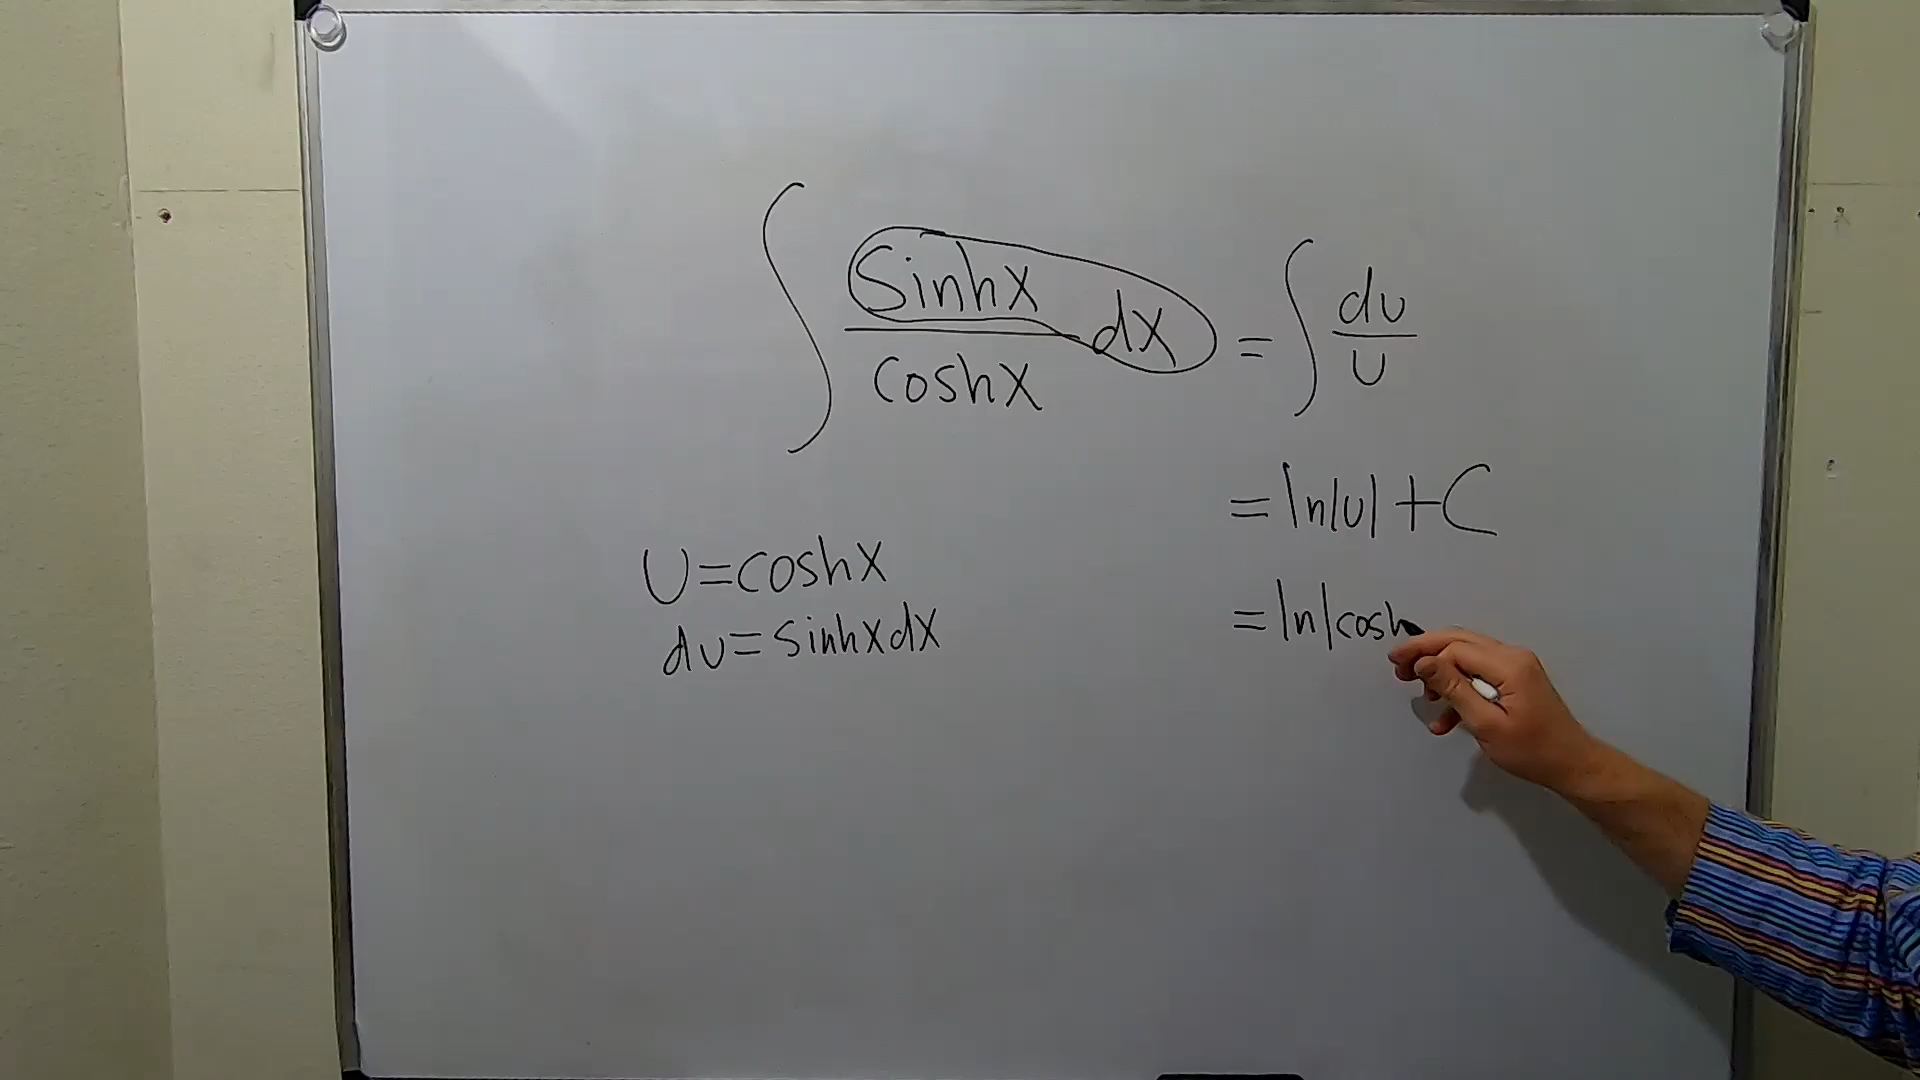 ∫ sinhx/coshx dx = ∫ du/u
= ln|u| + C
u=coshx
du=sinhxdx
= ln|cosh